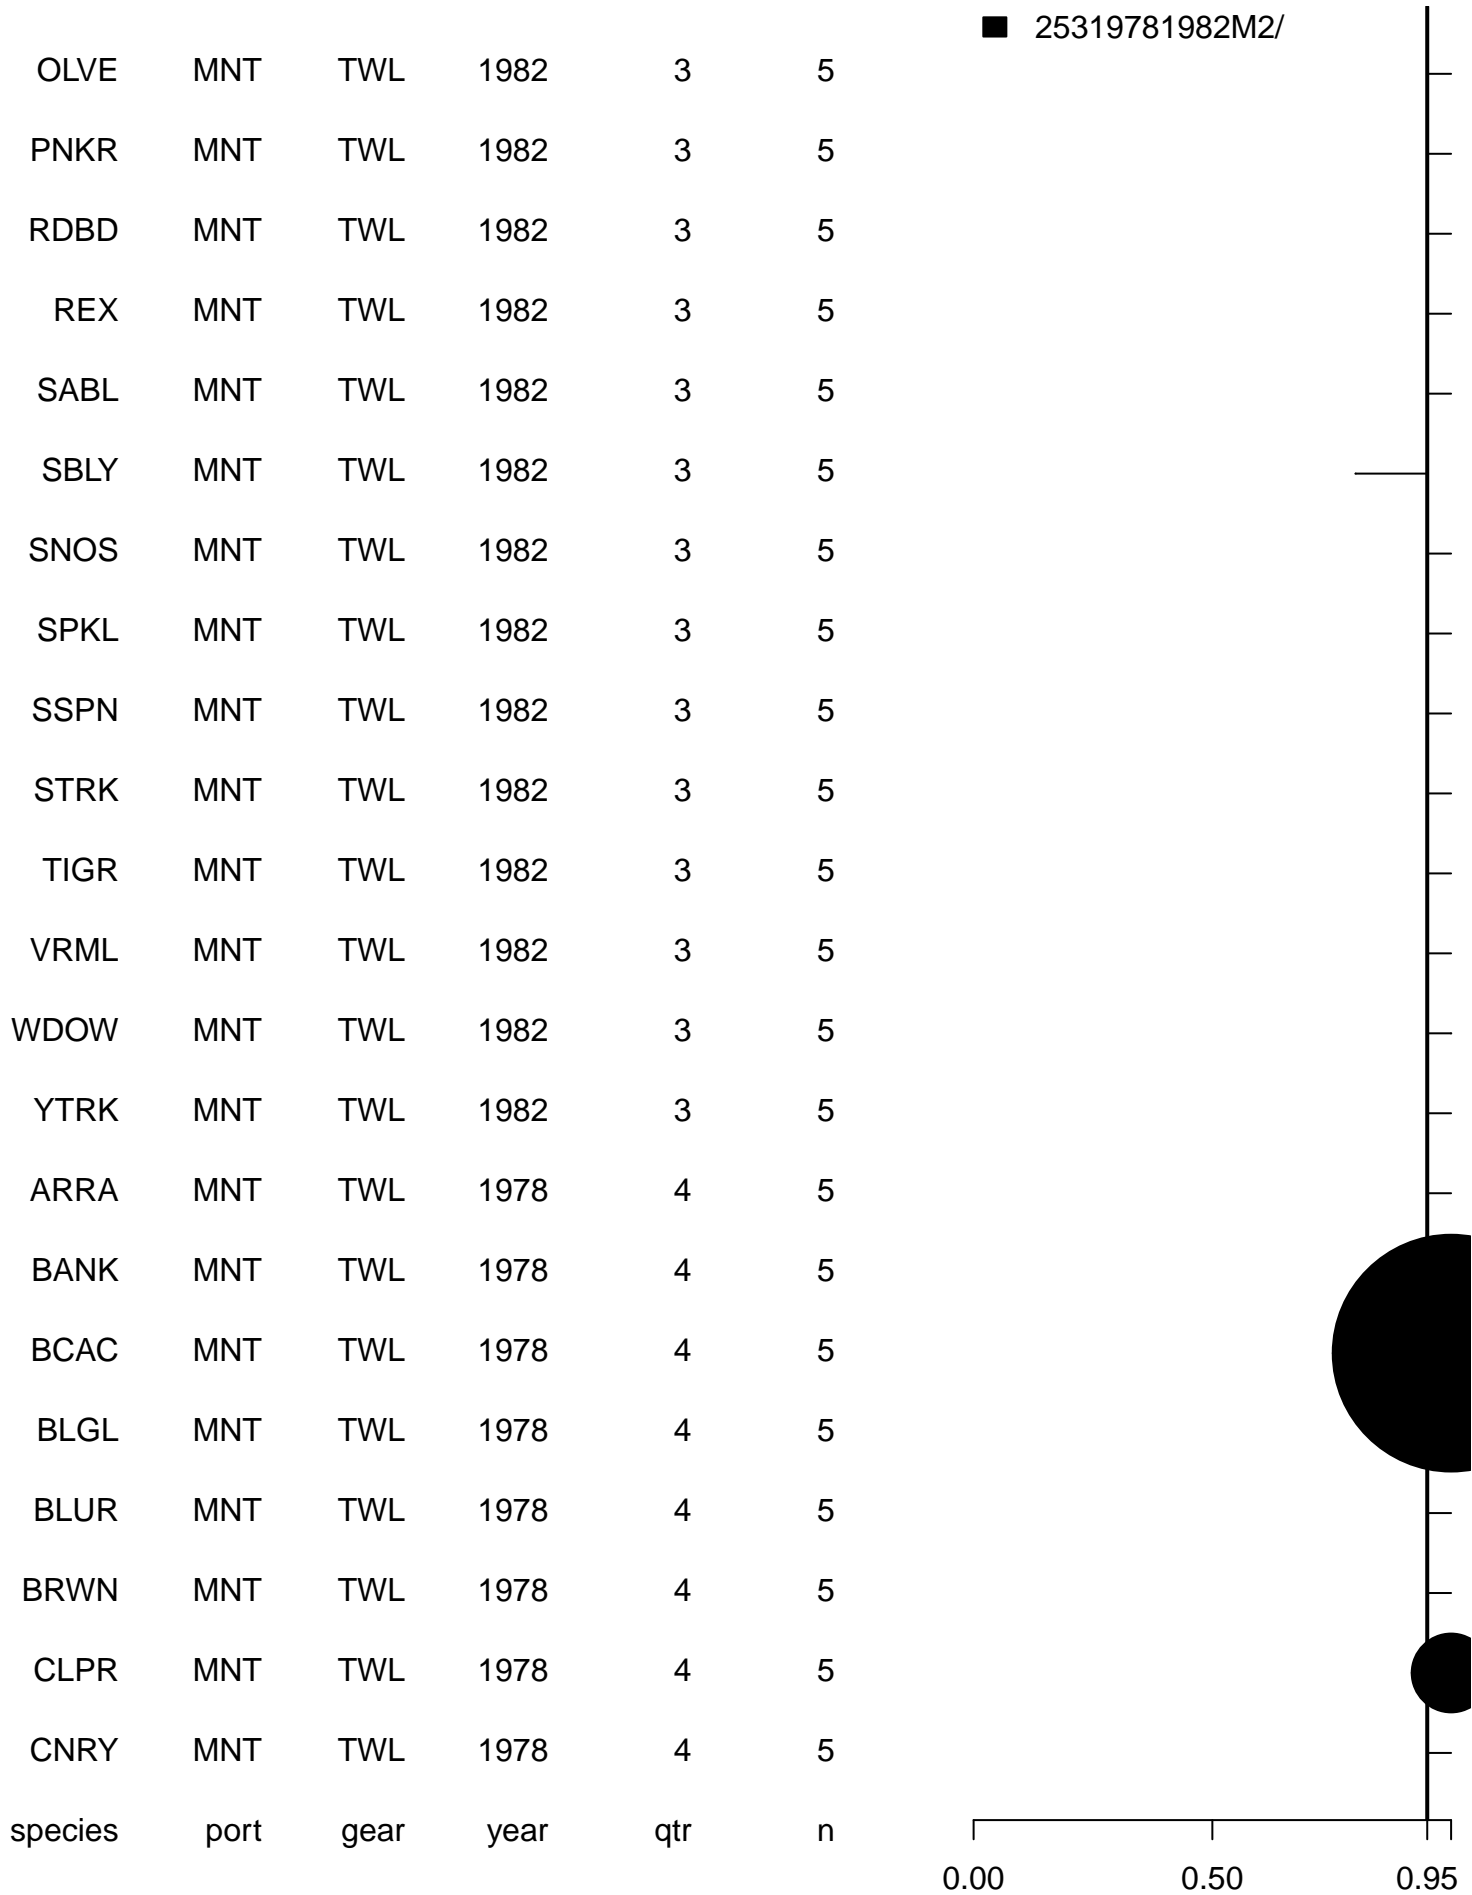 25319781982M2/
OLVE MNT TWL 1982 3 5
PNKR MNT TWL 1982 3 5
RDBD MNT TWL 1982 3 5
REX MNT TWL 1982 3 5
SABL MNT TWL 1982 3 5
SBLY MNT TWL 1982 3 5
SNOS MNT TWL 1982 3 5
SPKL MNT TWL 1982 3 5
SSPN MNT TWL 1982 3 5
STRK MNT TWL 1982 3 5
TIGR MNT TWL 1982 3 5
VRML MNT TWL 1982 3 5
WDOW MNT TWL 1982 3 5
YTRK MNT TWL 1982 3 5
ARRA MNT TWL 1978 4 5
BANK MNT TWL 1978 4 5
BCAC MNT TWL 1978 4 5
BLGL MNT TWL 1978 4 5
BLUR MNT TWL 1978 4 5
BRWN MNT TWL 1978 4 5
CLPR MNT TWL 1978 4 5
CNRY MNT TWL 1978 4 5
species port gear year qtr n
0.00 0.50 0.95